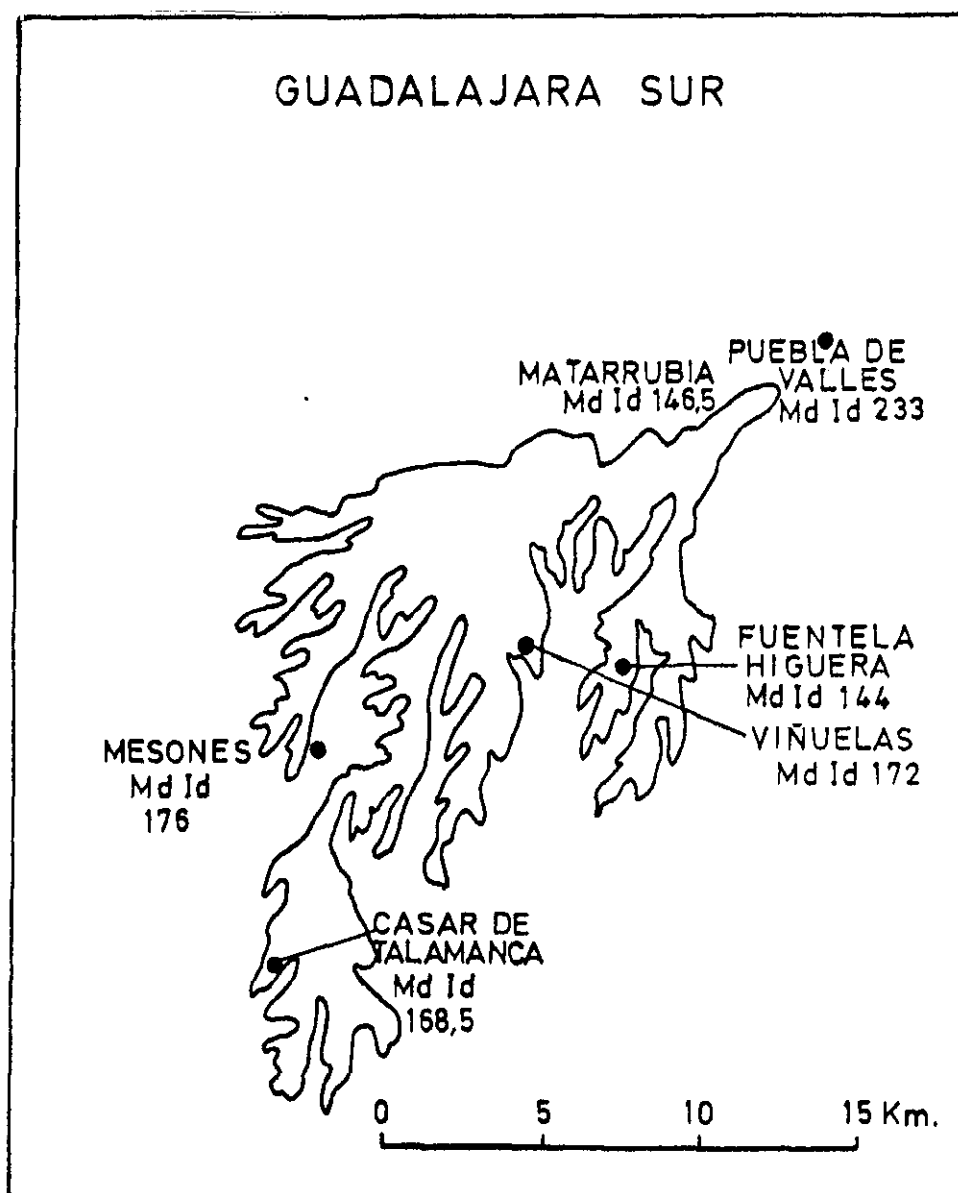 GUADALAJARA SUR
PUEBLA DE
VALLES
Md Id 233
MATARRUBIA
Md Id 146,5
FUENTELA
HIGUERA
Md Id 144
VIÑUELAS
Md Id 172
MESONES
Md Id
176
CASAR DE
TALAMANCA
Md Id
168,5
0 5 10 15 Km.